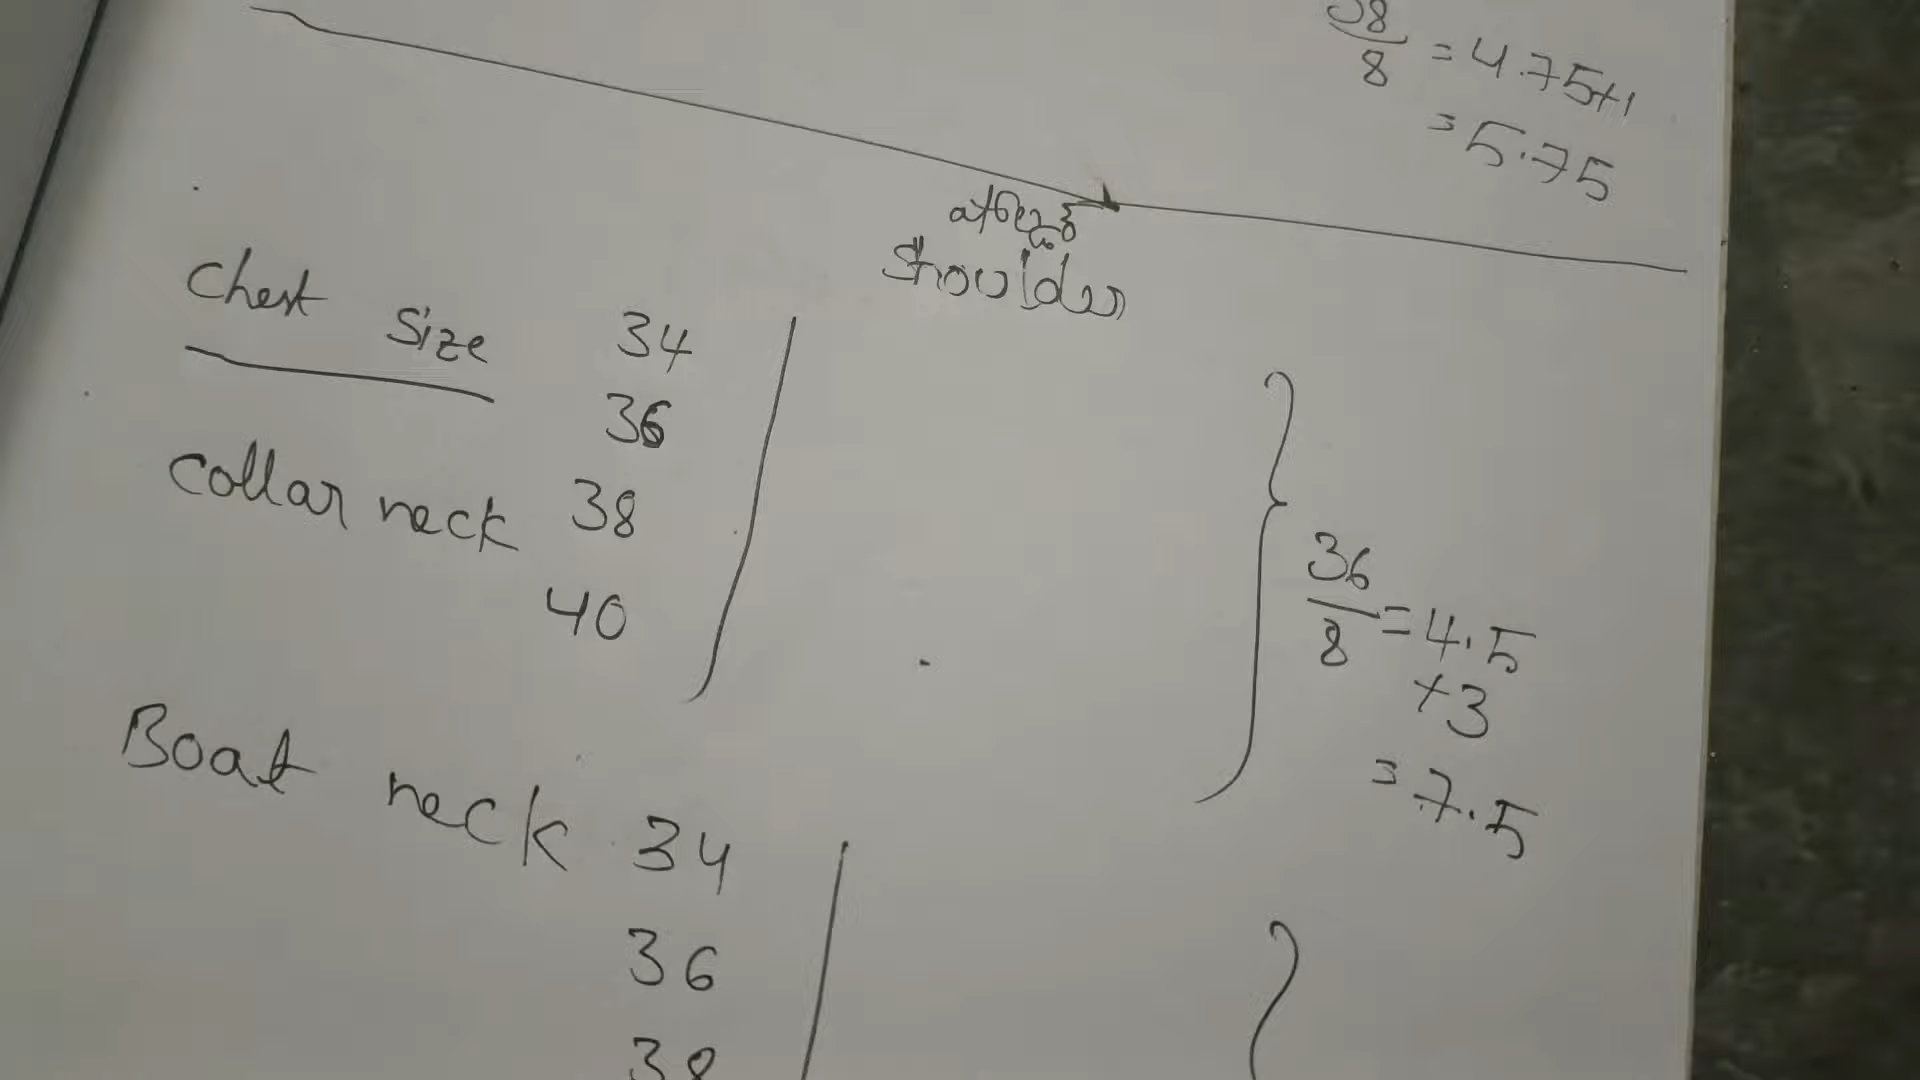 38/8 = 4.75+1
= 5.75
Shoulder
Chest Size 34
36
Collar neck 38
40
36/8 = 4.5
+3
= 7.5
Boat neck 34
36
38